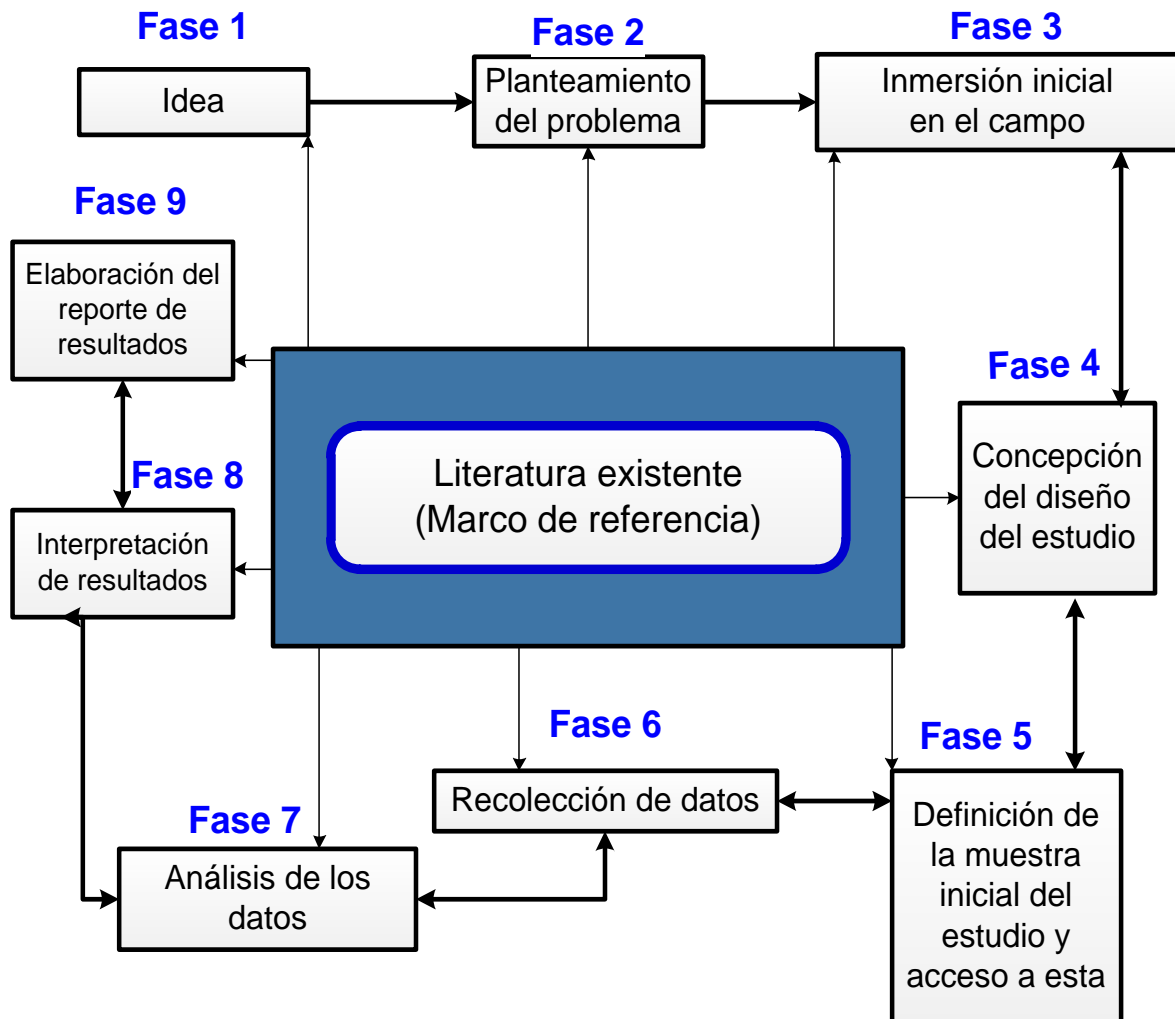 Fase 1
Idea
Fase 2
Planteamiento
del problema
Fase 3
Inmersión inicial
en el campo
Fase 4
Concepción
del diseño
del estudio
Fase 5
Definición de
la muestra
inicial del
estudio y
acceso a esta
Fase 6
Recolección de datos
Fase 7
Análisis de los
datos
Fase 8
Interpretación
de resultados
Fase 9
Elaboración del
reporte de
resultados
Literatura existente
(Marco de referencia)